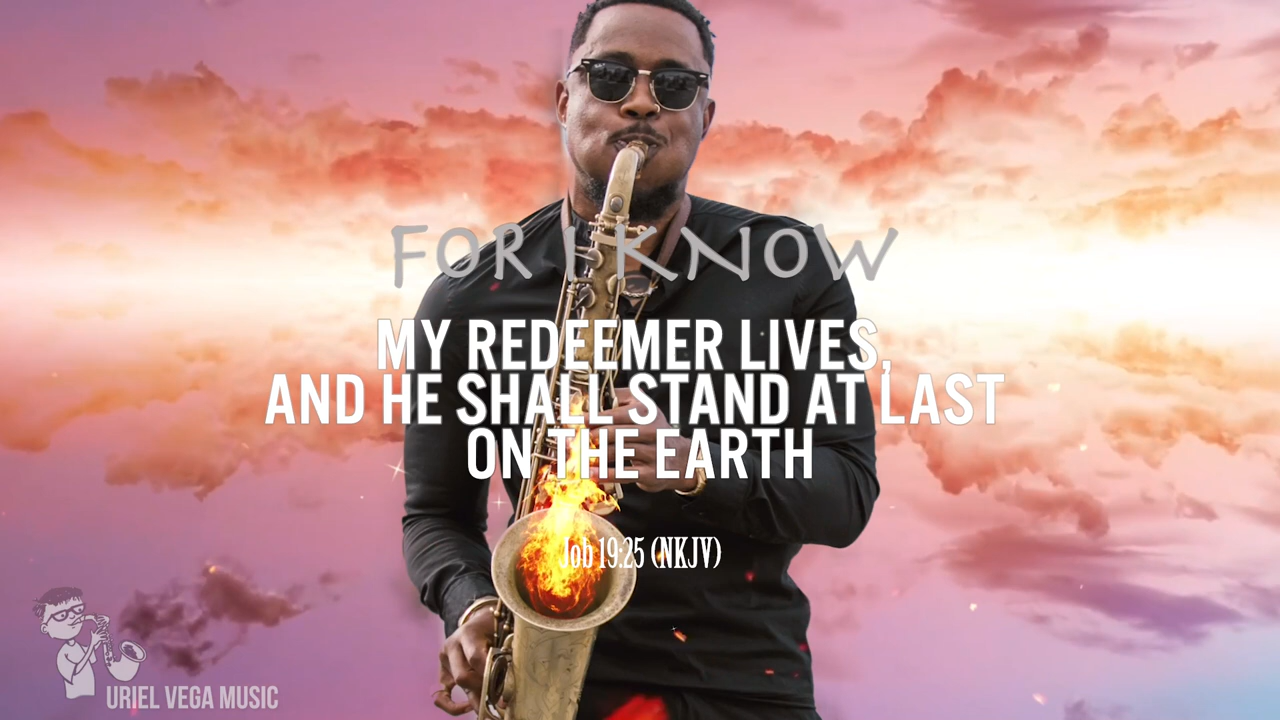 FOR I KNOW
MY REDEEMER LIVES,
AND HE SHALL STAND AT LAST
ON THE EARTH
Job 19:25 (NKJV)
URIEL VEGA MUSIC